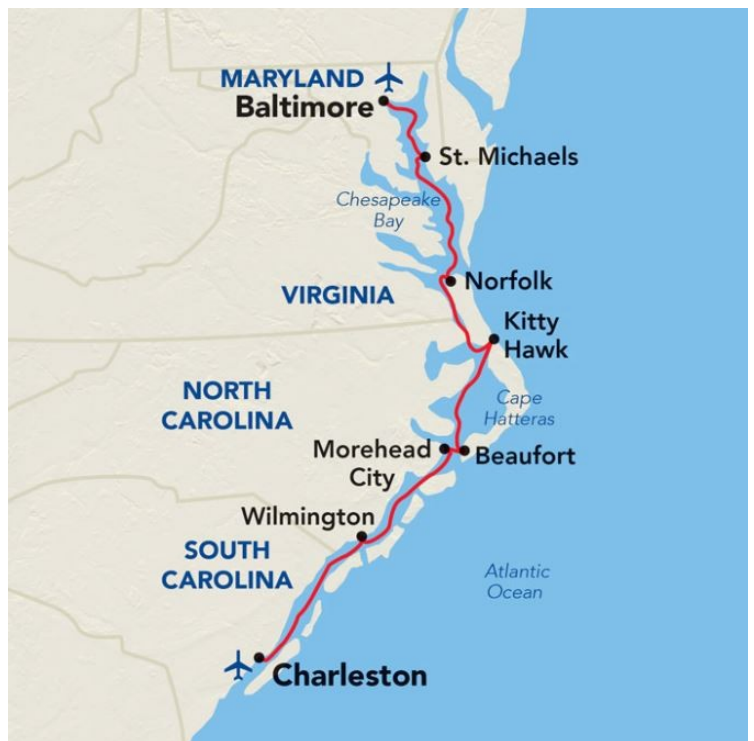 MARYLAND
Baltimore
St. Michaels
Chesapeake
Bay
Norfolk
VIRGINIA
Kitty
Hawk
NORTH
CAROLINA
Cape
Hatteras
Morehead
City
Beaufort
Wilmington
SOUTH
CAROLINA
Atlantic
Ocean
Charleston